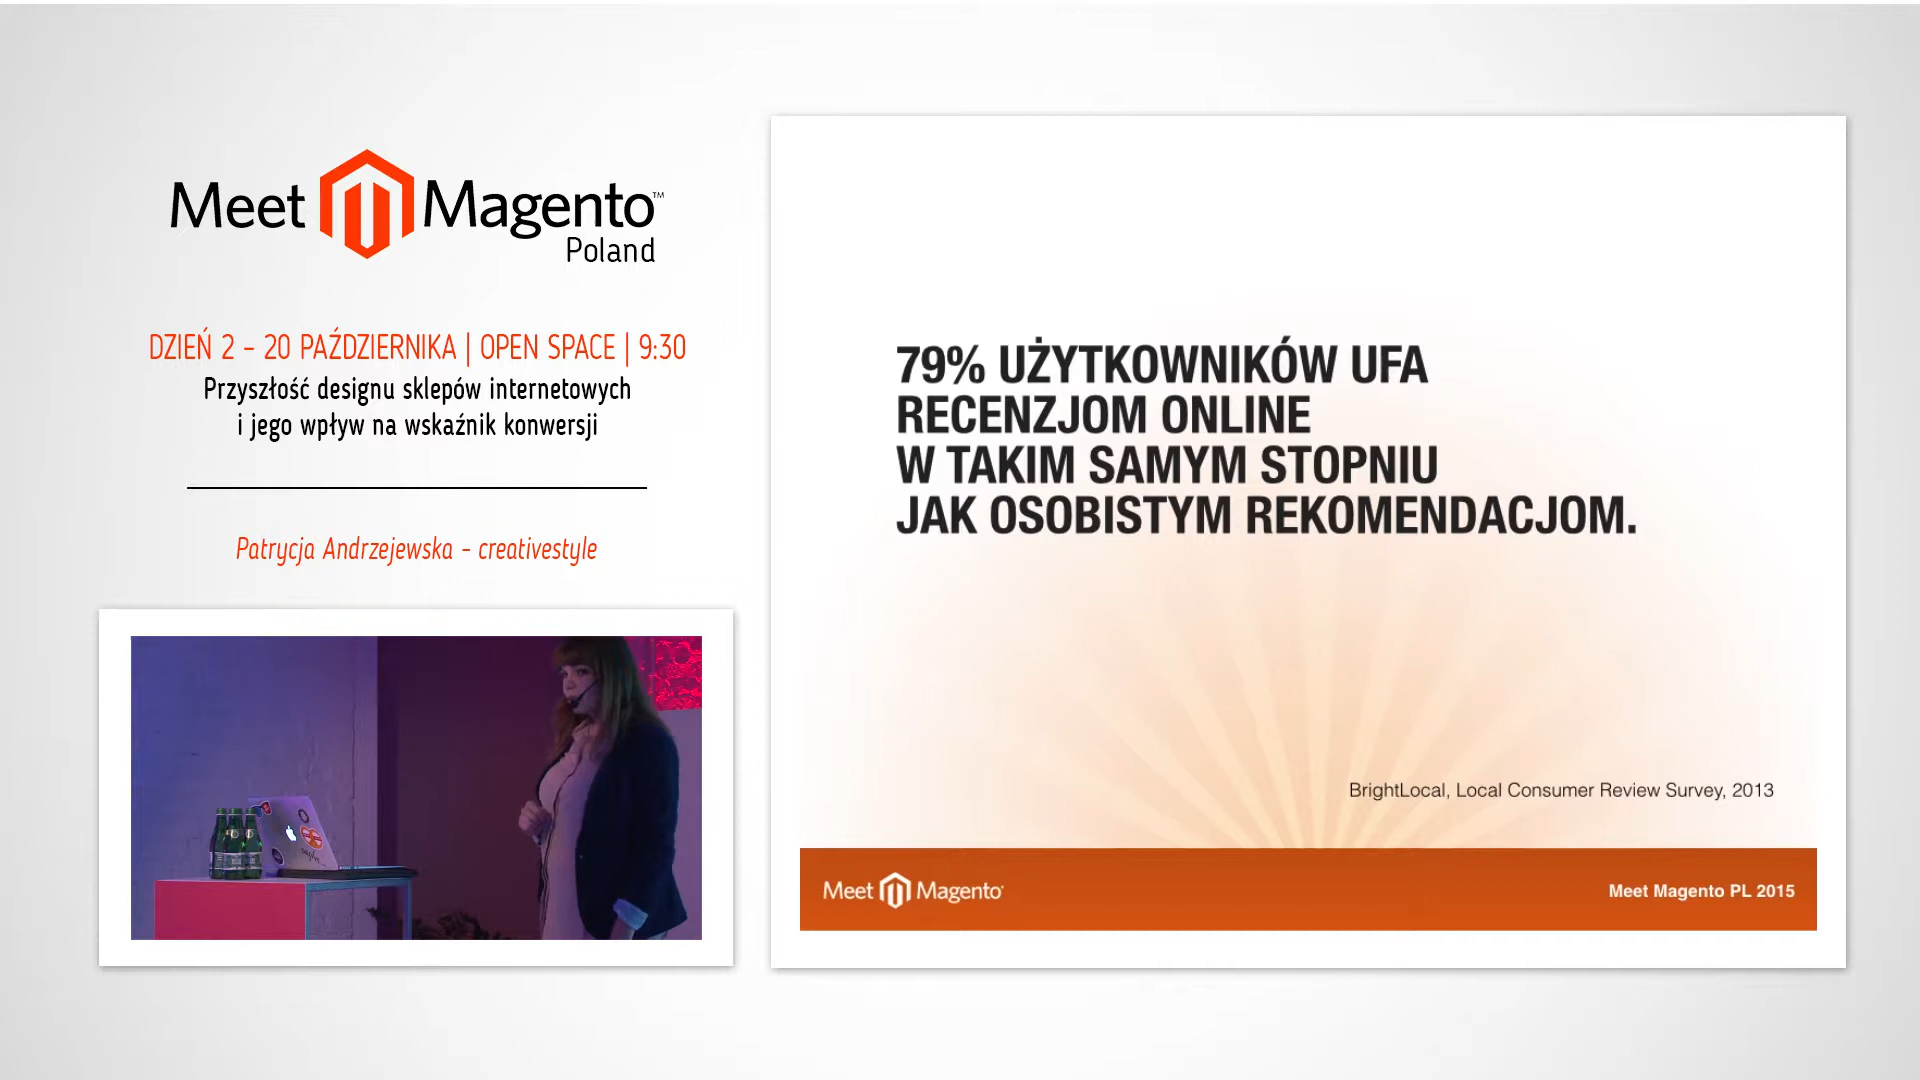 Meet Magento™
Poland
DZIEŃ 2 – 20 PAŹDZIERNIKA | OPEN SPACE | 9:30
Przyszłość designu sklepów internetowych
i jego wpływ na wskaźnik konwersji
Patrycja Andrzejewska - creativestyle
79% UŻYTKOWNIKÓW UFA
RECENZJOM ONLINE
W TAKIM SAMYM STOPNIU
JAK OSOBISTYM REKOMENDACJOM.
BrightLocal, Local Consumer Review Survey, 2013
Meet Magento
Meet Magento PL 2015